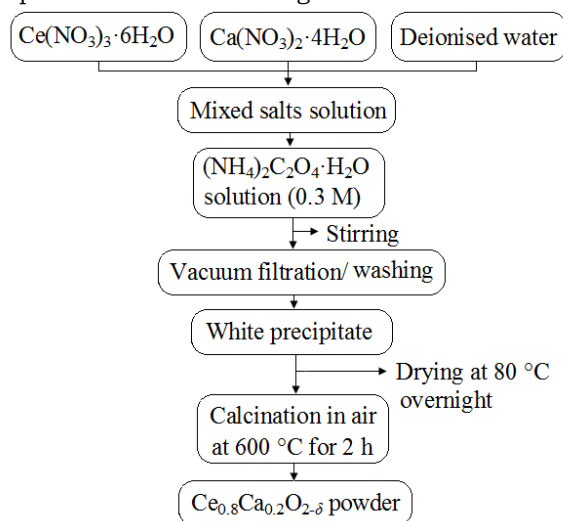 Ce(NO₃)₃·6H₂O
Ca(NO₃)₂·4H₂O
Deionised water
Mixed salts solution
(NH₄)₂C₂O₄·H₂O
solution (0.3 M)
Stirring
Vacuum filtration/ washing
White precipitate
Drying at 80 °C
overnight
Calcination in air
at 600 °C for 2 h
Ce₀.₈Ca₀.₂O₂₋δ powder